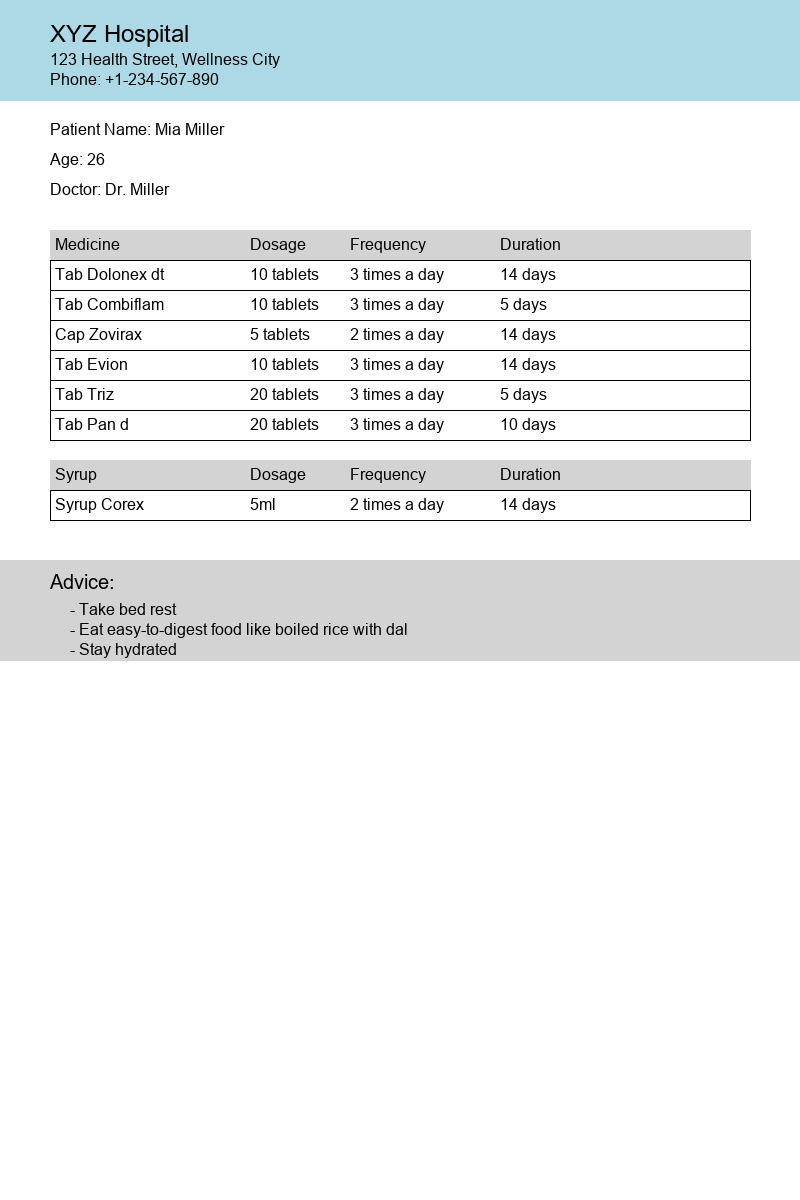 XYZ Hospital
123 Health Street, Wellness City
Phone: +1-234-567-890
Patient Name: Mia Miller
Age: 26
Doctor: Dr. Miller
Medicine Dosage Frequency Duration
Tab Dolonex dt 10 tablets 3 times a day 14 days
Tab Combiflam 10 tablets 3 times a day 5 days
Cap Zovirax 5 tablets 2 times a day 14 days
Tab Evion 10 tablets 3 times a day 14 days
Tab Triz 20 tablets 3 times a day 5 days
Tab Pan d 20 tablets 3 times a day 10 days
Syrup Dosage Frequency Duration
Syrup Corex 5ml 2 times a day 14 days
Advice:
- Take bed rest
- Eat easy-to-digest food like boiled rice with dal
- Stay hydrated